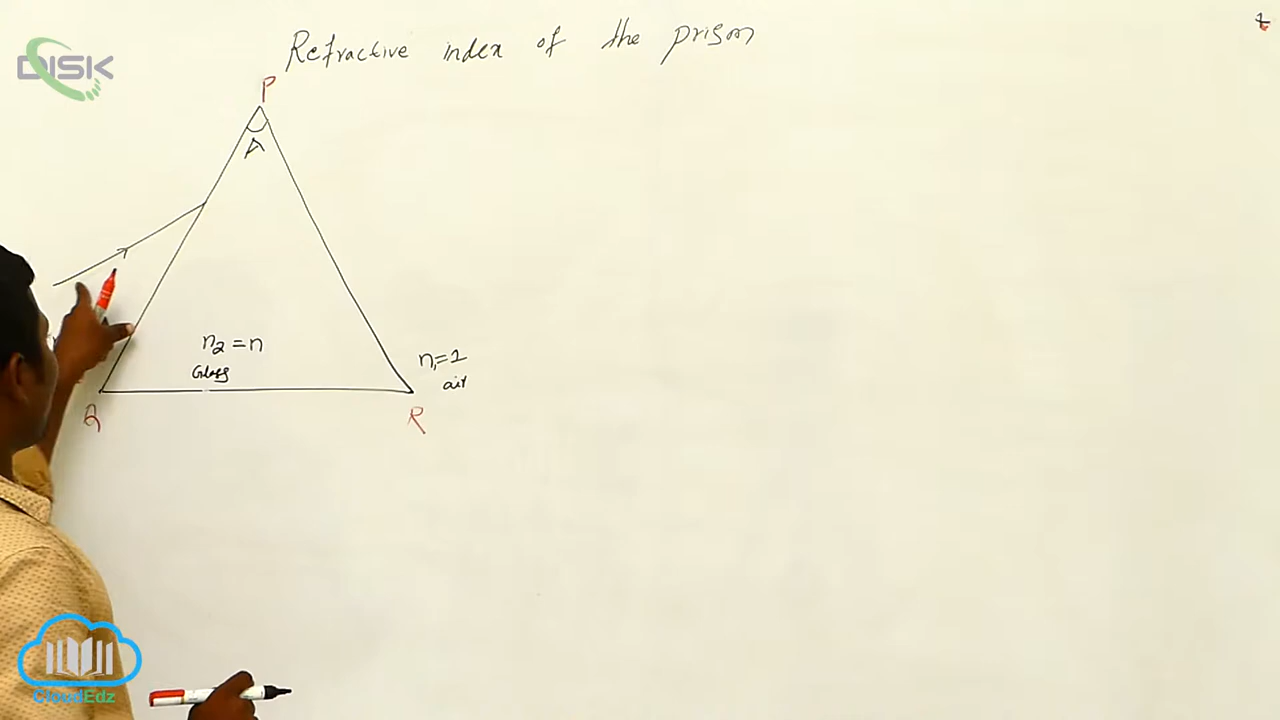 Refractive index of the prism
DISK
P
A
n₂ = n
Glass
n₁=1
air
Q
R
CloudEdz